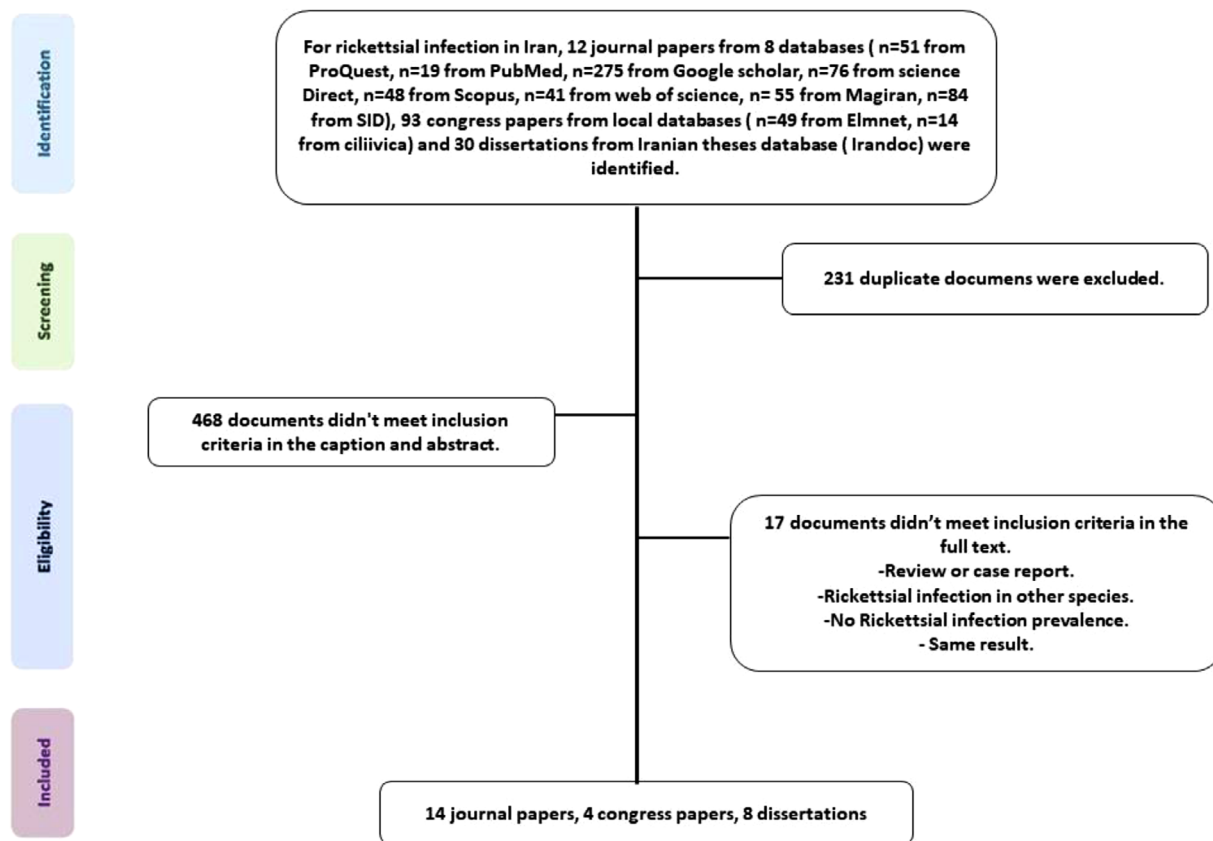 Identification
For rickettsial infection in Iran, 12 journal papers from 8 databases ( n=51 from
ProQuest, n=19 from PubMed, n=275 from Google scholar, n=76 from science
Direct, n=48 from Scopus, n=41 from web of science, n= 55 from Magiran, n=84
from SID), 93 congress papers from local databases ( n=49 from Elmnet, n=14
from ciliivica) and 30 dissertations from Iranian theses database ( Irandoc) were
identified.
Screening
231 duplicate documens were excluded.
468 documents didn't meet inclusion
criteria in the caption and abstract.
Eligibility
17 documents didn’t meet inclusion criteria in the
full text.
-Review or case report.
-Rickettsial infection in other species.
-No Rickettsial infection prevalence.
- Same result.
Included
14 journal papers, 4 congress papers, 8 dissertations